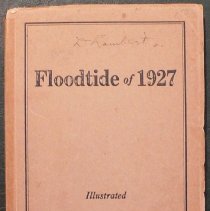 Floodtide of 1927
Illustrated